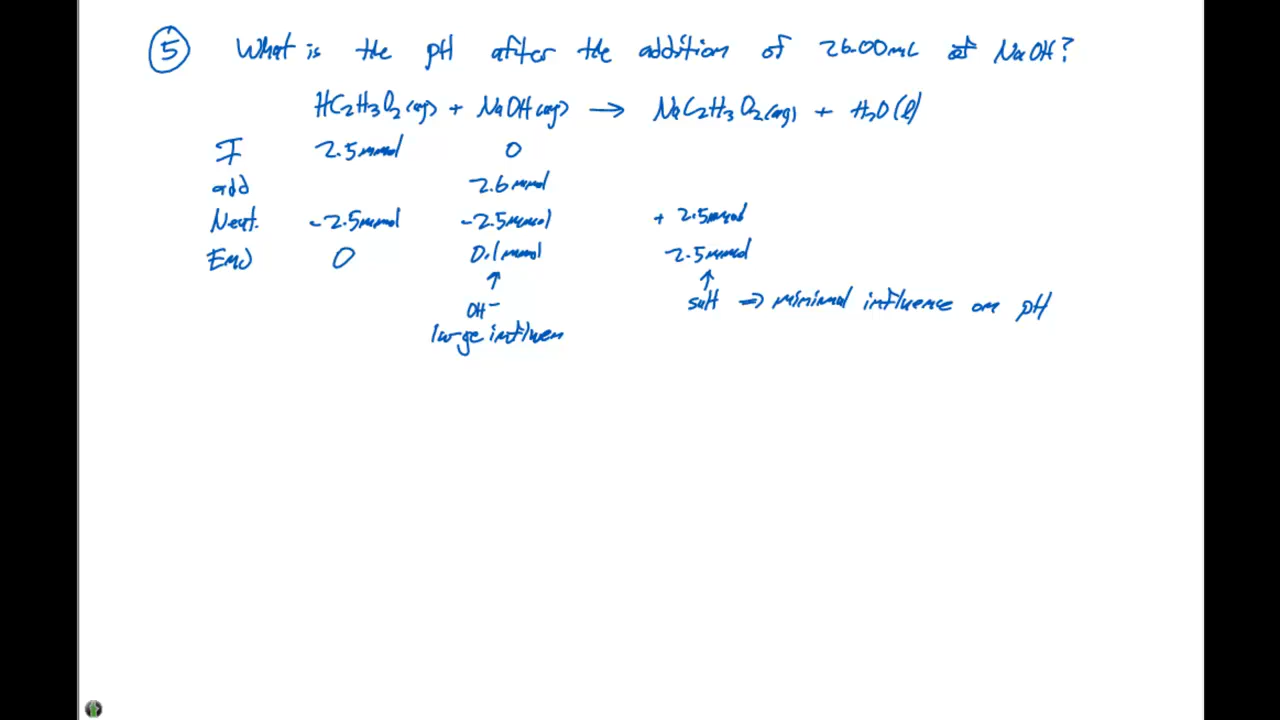 5 What is the pH after the addition of 26.00mL of NaOH?
HC2H3O2(aq) + NaOH(aq) → NaC2H3O2(aq) + H2O(l)
I 2.5mmol 0
add 2.6mmol
Neut. -2.5mmol -2.5mmol + 2.5mmol
End 0 0.1mmol 2.5mmol
↑ ↑
OH⁻ salt ⇒ minimal influence on pH
large influen